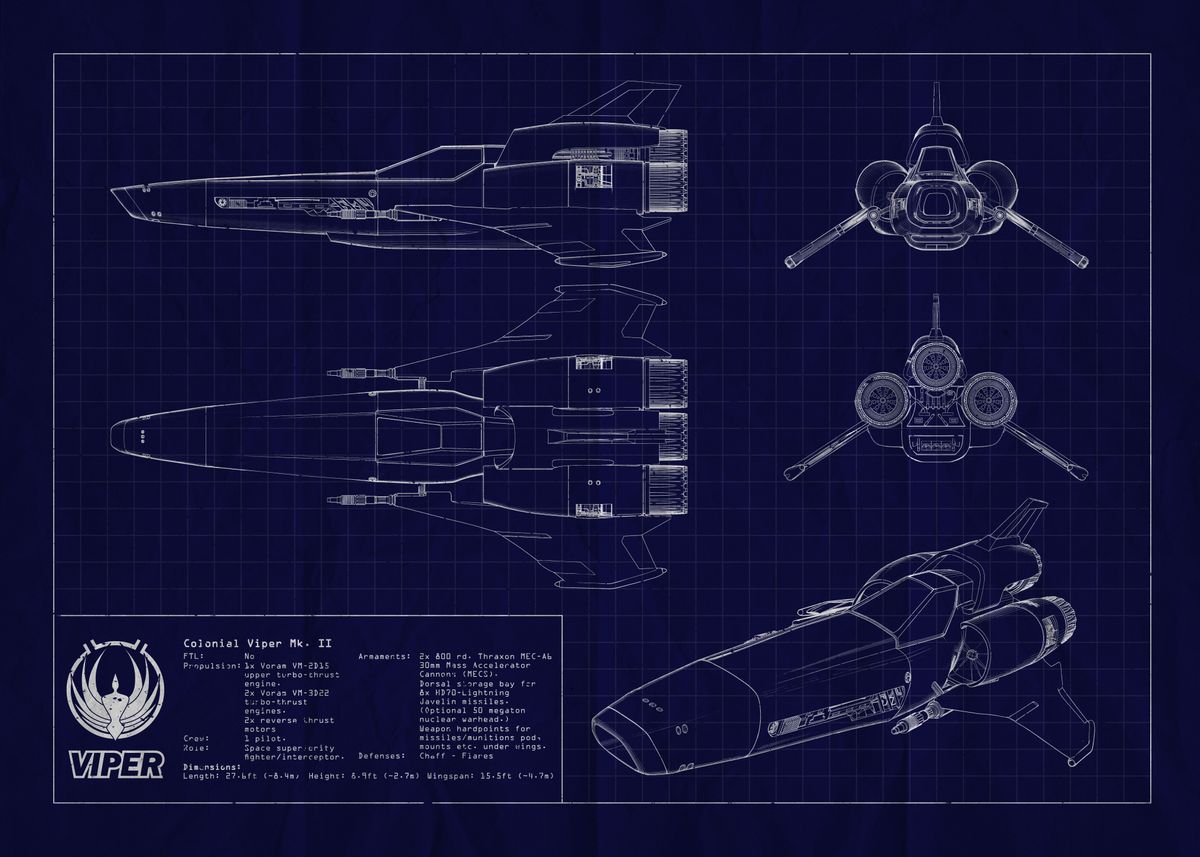 Colonial Viper Mk. II
FTL: No
Propulsion: 1x Voram VM-2D15
upper turbo-thrust
engine.
2x Voram VM-3D22
turbo-thrust
engines.
2x reverse thrust
motors
Crew: 1 pilot.
Role: Space superiority
fighter/interceptor.
Armaments: 2x 800 rd. Thraxon MEC-A6
30mm Mass Accelerator
Cannons (MECS).
Dorsal storage bay for
8x HD70-Lightning
Javelin missiles.
(Optional 50 megaton
nuclear warhead.)
Weapon hardpoints for
missiles/munitions pod,
mounts etc. under wings.
Defenses: Chaff - Flares
Dimensions:
Length: 27.6ft (-8.4m) Height: 6.9ft (-2.7m) Wingspan: 15.5ft (-4.7m)
VIPER